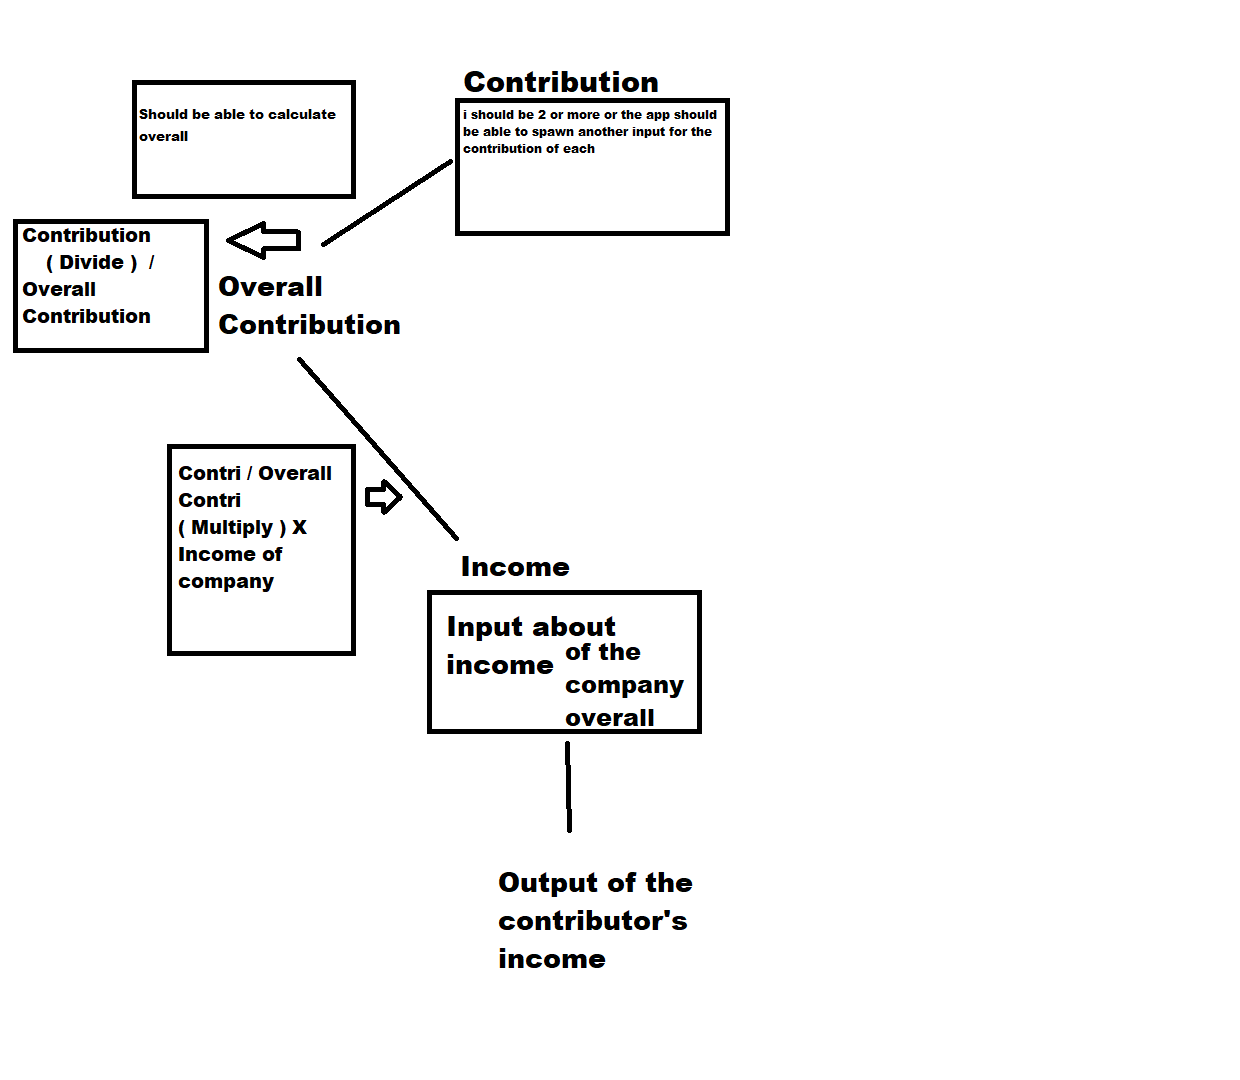 Contribution
i should be 2 or more or the app should
be able to spawn another input for the
contribution of each
Should be able to calculate
overall
Contribution
( Divide ) /
Overall
Contribution
Overall
Contribution
Contri / Overall
Contri
( Multiply ) X
Income of
company
Income
Input about
income
of the
company
overall
Output of the
contributor's
income